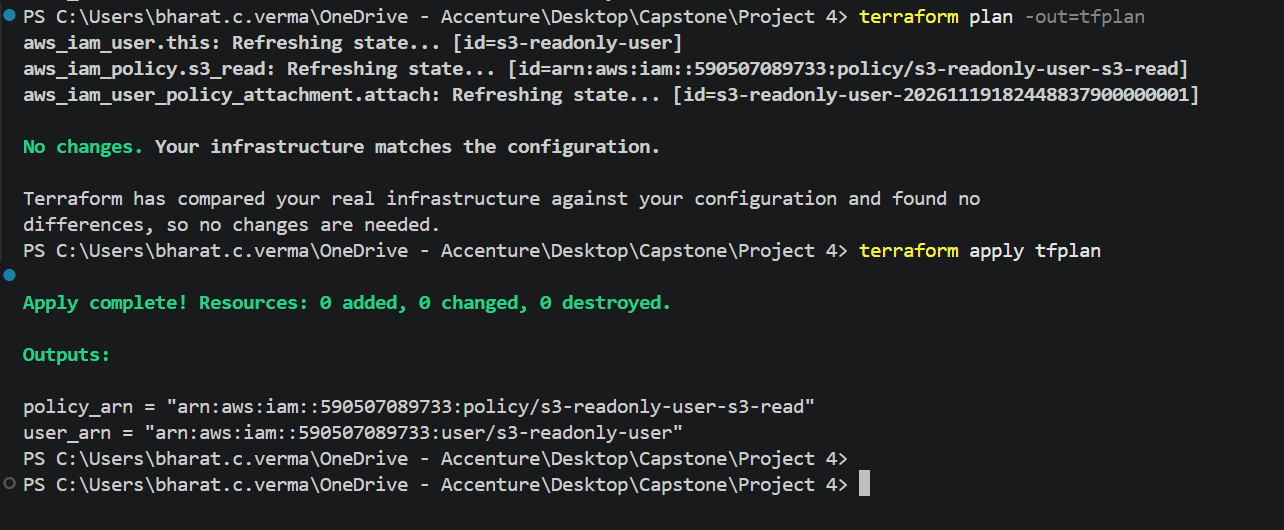 PS C:\Users\bharat.c.verma\OneDrive - Accenture\Desktop\Capstone\Project 4> terraform plan -out=tfplan
aws_iam_user.this: Refreshing state... [id=s3-readonly-user]
aws_iam_policy.s3_read: Refreshing state... [id=arn:aws:iam::590507089733:policy/s3-readonly-user-s3-read]
aws_iam_user_policy_attachment.attach: Refreshing state... [id=s3-readonly-user-20261119182448837900000001]
No changes. Your infrastructure matches the configuration.
Terraform has compared your real infrastructure against your configuration and found no
differences, so no changes are needed.
PS C:\Users\bharat.c.verma\OneDrive - Accenture\Desktop\Capstone\Project 4> terraform apply tfplan
Apply complete! Resources: 0 added, 0 changed, 0 destroyed.
Outputs:
policy_arn = "arn:aws:iam::590507089733:policy/s3-readonly-user-s3-read"
user_arn = "arn:aws:iam::590507089733:user/s3-readonly-user"
PS C:\Users\bharat.c.verma\OneDrive - Accenture\Desktop\Capstone\Project 4>
PS C:\Users\bharat.c.verma\OneDrive - Accenture\Desktop\Capstone\Project 4>